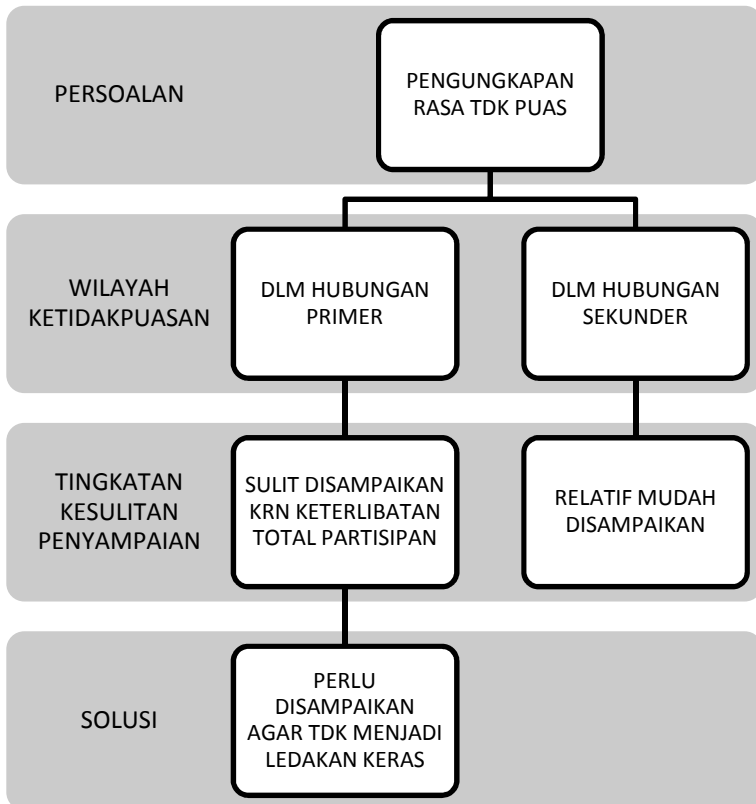 PERSOALAN
PENGUNGKAPAN
RASA TDK PUAS
WILAYAH
KETIDAKPUASAN
DLM HUBUNGAN
PRIMER
DLM HUBUNGAN
SEKUNDER
TINGKATAN
KESULITAN
PENYAMPAIAN
SULIT DISAMPAIKAN
KRN KETERLIBATAN
TOTAL PARTISIPAN
RELATIF MUDAH
DISAMPAIKAN
SOLUSI
PERLU
DISAMPAIKAN
AGAR TDK MENJADI
LEDAKAN KERAS